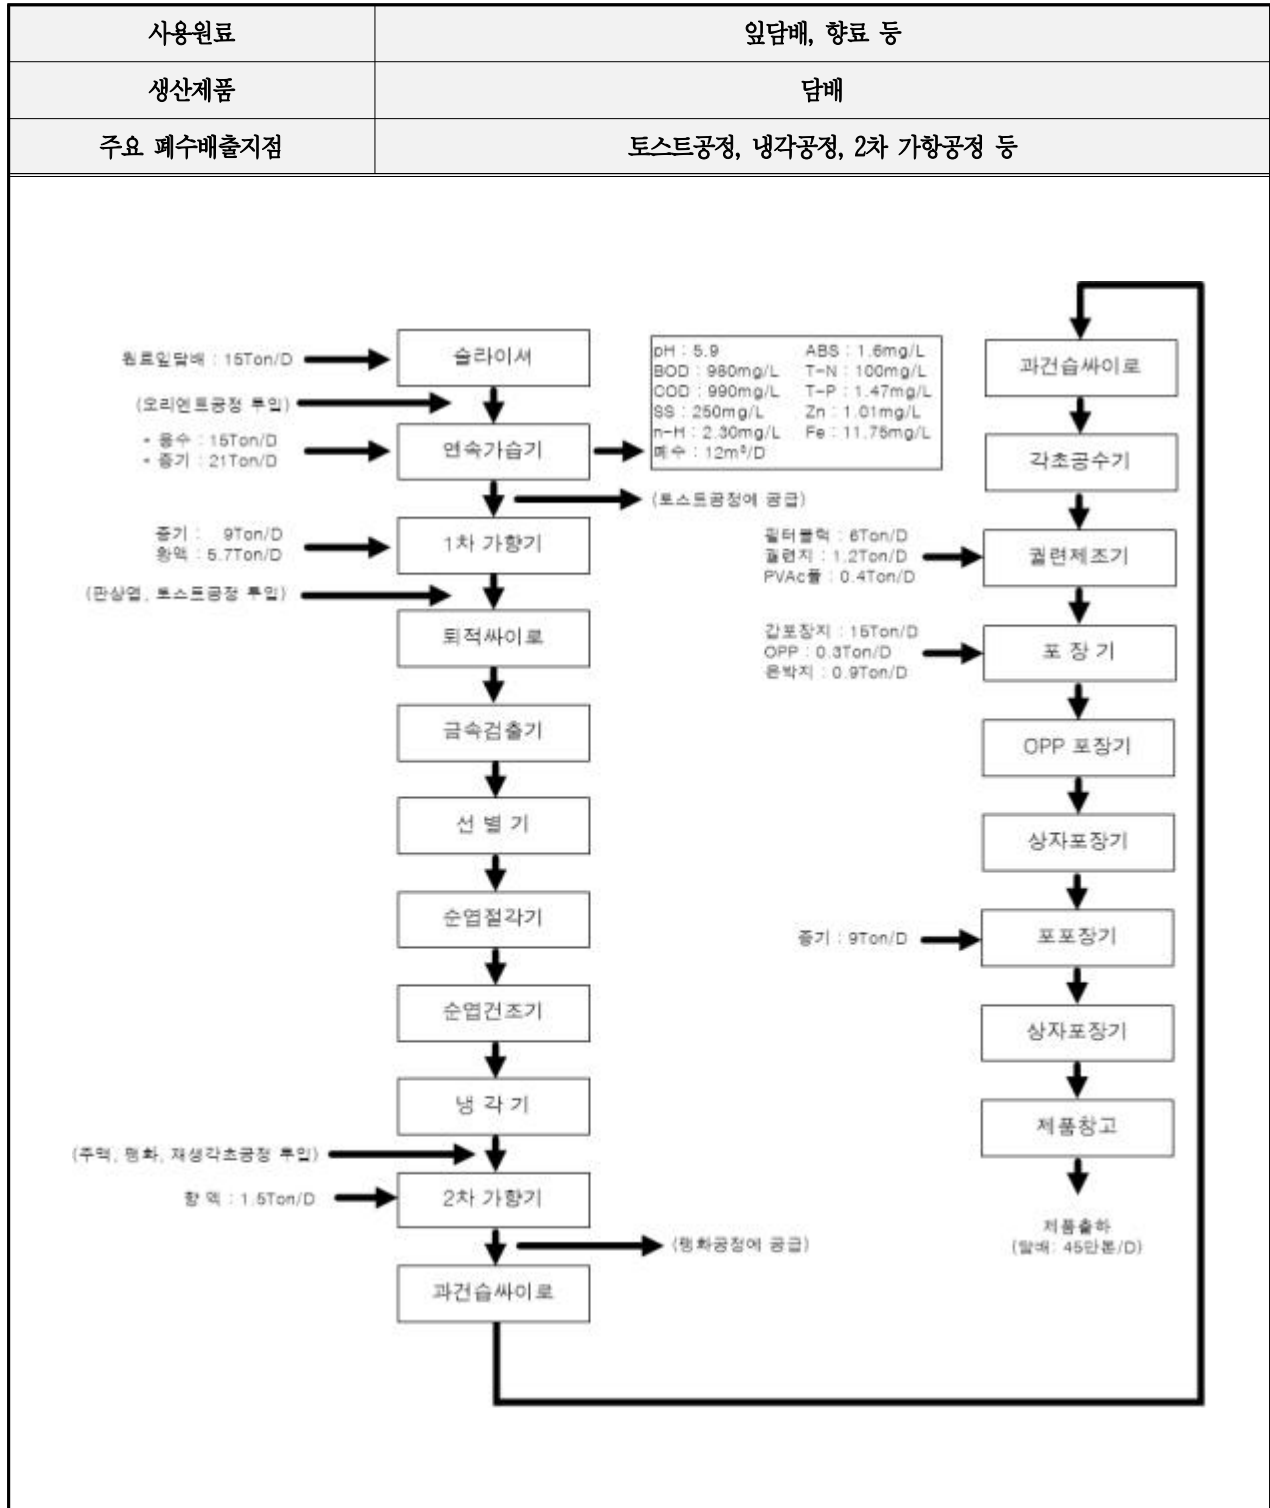 사용원료 잎담배, 향료 등
생산제품 담배
주요 폐수배출지점 토스트공정, 냉각공정, 2차 가향공정 등
원료잎담배 : 15Ton/D
슬라이셔
(오리엔트공정 투입)
* 용수 : 15Ton/D
* 증기 : 21Ton/D
연속가습기
pH : 5.9 ABS : 1.6mg/L
BOD : 980mg/L T-N : 100mg/L
COD : 990mg/L T-P : 1.47mg/L
SS : 250mg/L Zn : 1.01mg/L
n-H : 2.30mg/L Fe : 11.75mg/L
폐수 : 12m³/D
(토스트공정에 공급)
증기 : 9Ton/D
향액 : 5.7Ton/D
1차 가향기
(판상엽, 토스트공정 투입)
퇴적싸이로
금속검출기
선 별 기
순엽절각기
순엽건조기
냉 각 기
(주맥, 팽화, 재생각초공정 투입)
향 액 : 1.5Ton/D
2차 가향기
(팽화공정에 공급)
과건습싸이로
과건습싸이로
각초공수기
필터플럭 : 6Ton/D
궐련지 : 1.2Ton/D
PVAc풀 : 0.4Ton/D
궐련제조기
갑포장지 : 15Ton/D
OPP : 0.3Ton/D
은박지 : 0.9Ton/D
포 장 기
OPP 포장기
상자포장기
증기 : 9Ton/D
포포장기
상자포장기
제품창고
제품출하
(담배: 45만본/D)